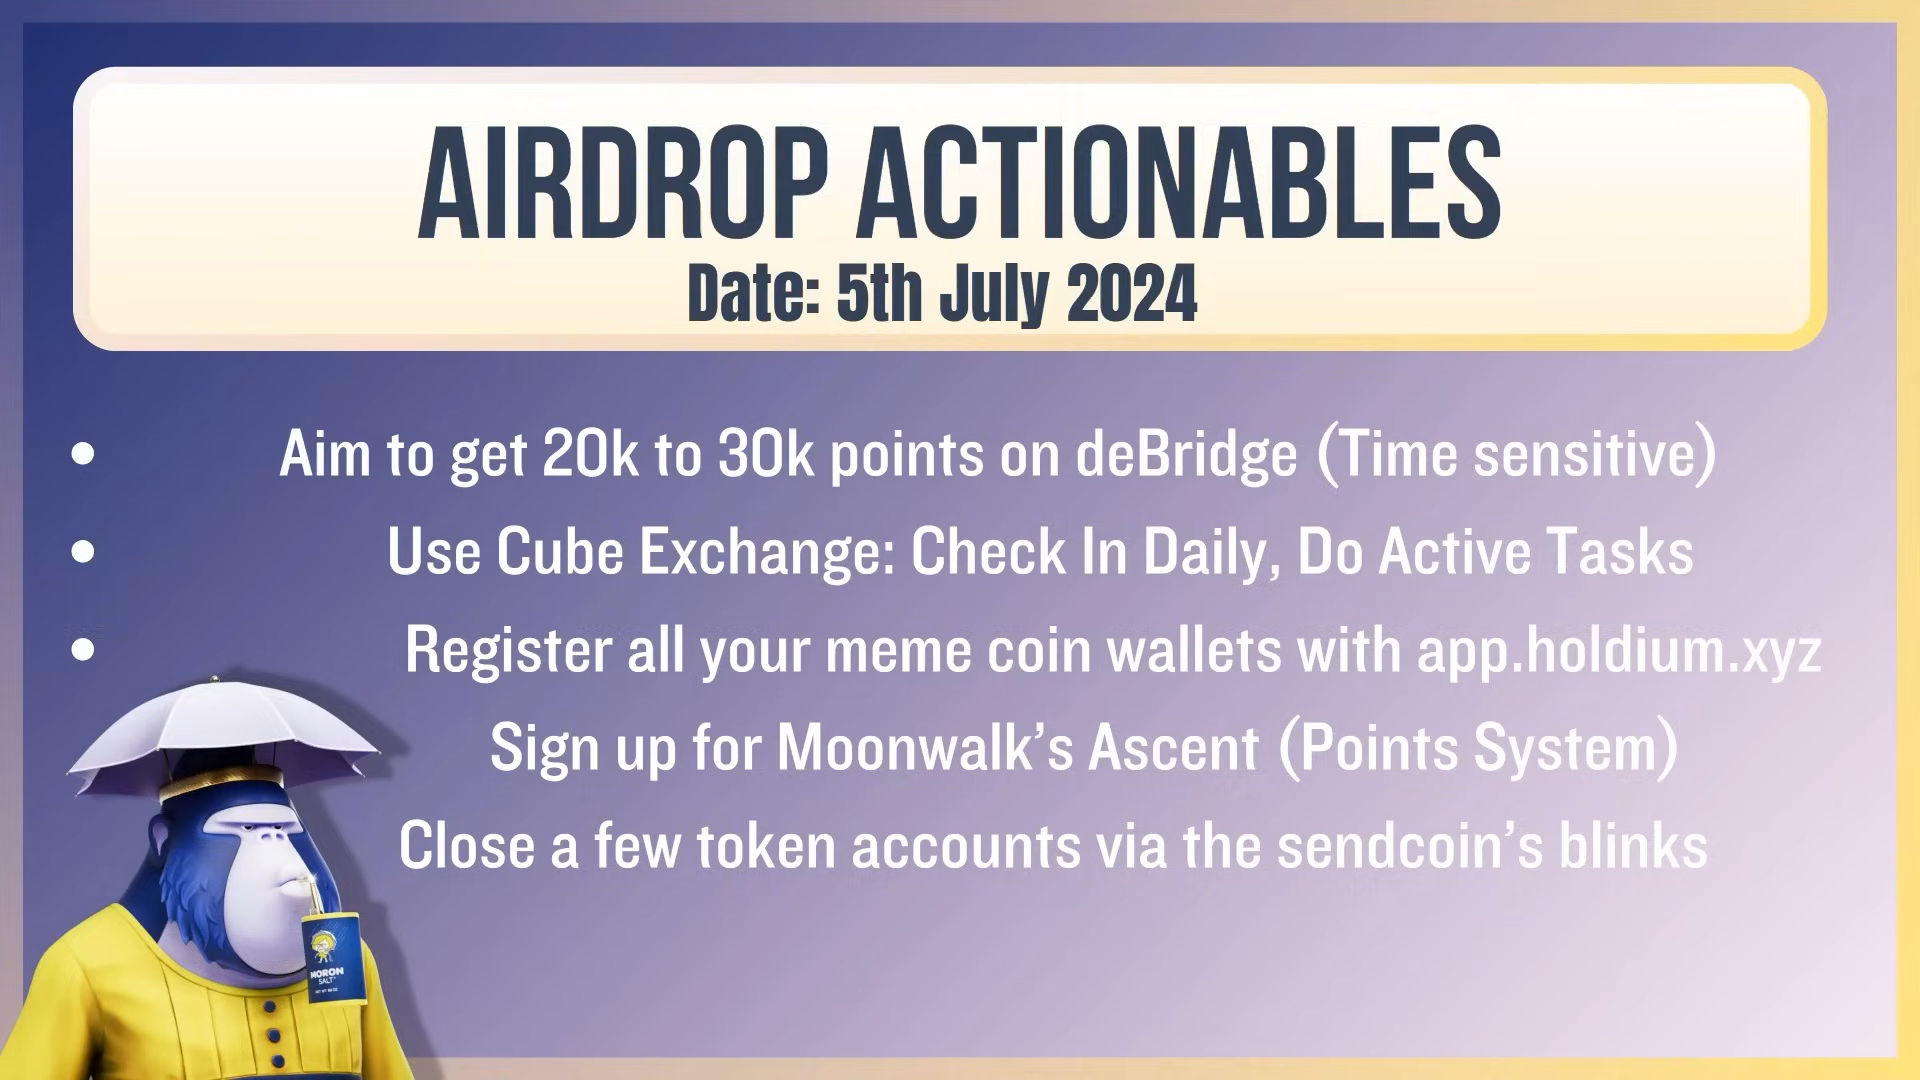 AIRDROP ACTIONABLES
Date: 5th July 2024
• Aim to get 20k to 30k points on deBridge (Time sensitive)
• Use Cube Exchange: Check In Daily, Do Active Tasks
• Register all your meme coin wallets with app.holdium.xyz
Sign up for Moonwalk’s Ascent (Points System)
Close a few token accounts via the sendcoin’s blinks
MORON
SALT